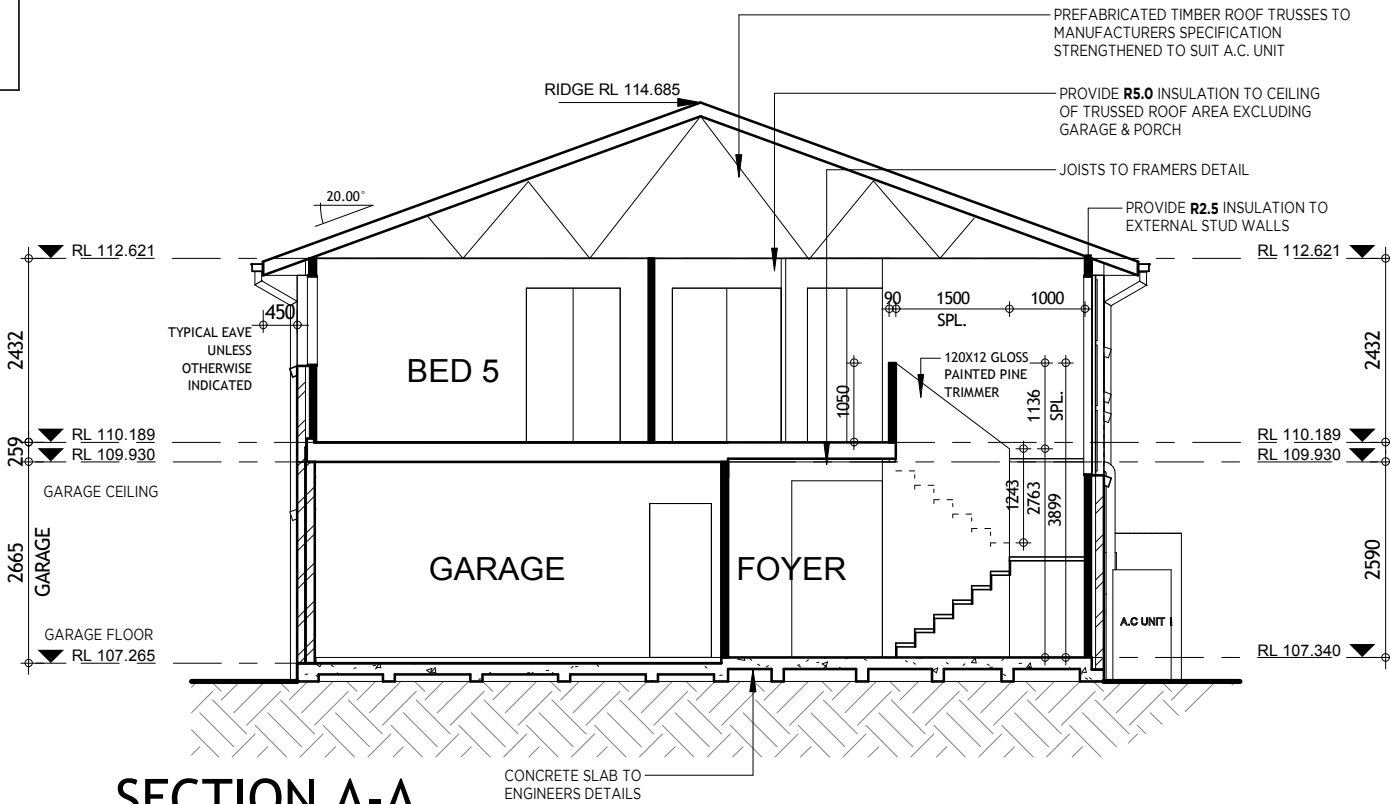 PREFABRICATED TIMBER ROOF TRUSSES TO
MANUFACTURERS SPECIFICATION
STRENGTHENED TO SUIT A.C. UNIT
RIDGE RL 114.685
PROVIDE R5.0 INSULATION TO CEILING
OF TRUSSED ROOF AREA EXCLUDING
GARAGE & PORCH
JOISTS TO FRAMERS DETAIL
20.00°
PROVIDE R2.5 INSULATION TO
EXTERNAL STUD WALLS
RL 112.621
RL 112.621
450
90
1500
SPL.
1000
TYPICAL EAVE
UNLESS
OTHERWISE
INDICATED
2432
BED 5
1050
120X12 GLOSS
PAINTED PINE
TRIMMER
1136
SPL.
2432
259
RL 110.189
RL 109.930
RL 110.189
RL 109.930
GARAGE CEILING
1243
2763
3899
2665
GARAGE
GARAGE
FOYER
2590
A.C UNIT
GARAGE FLOOR
RL 107.265
RL 107.340
CONCRETE SLAB TO
ENGINEERS DETAILS
SECTION A-A